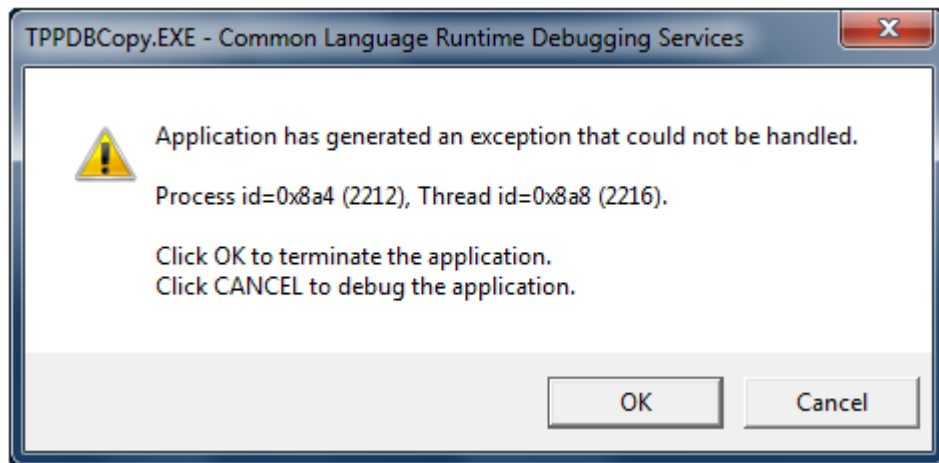 TPPDBCopy.EXE - Common Language Runtime Debugging Services
Application has generated an exception that could not be handled.
Process id=0x8a4 (2212), Thread id=0x8a8 (2216).
Click OK to terminate the application.
Click CANCEL to debug the application.
OK
Cancel